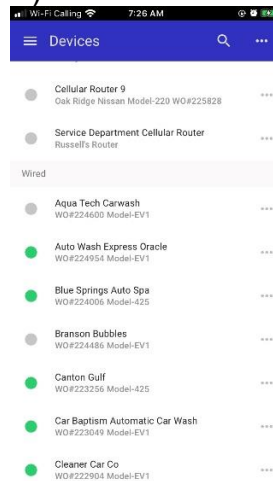 Wi-Fi Calling 7:26 AM
Devices
Cellular Router 9
Oak Ridge Nissan Model-220 WO#225828
Service Department Cellular Router
Russell's Router
Wired
Aqua Tech Carwash
WO#224600 Model-EV1
Auto Wash Express Oracle
WO#224954 Model-EV1
Blue Springs Auto Spa
WO#224006 Model-425
Branson Bubbles
WO#224486 Model-EV1
Canton Gulf
WO#223256 Model-425
Car Baptism Automatic Car Wash
WO#223049 Model-EV1
Cleaner Car Co
WO#222904 Model-EV1